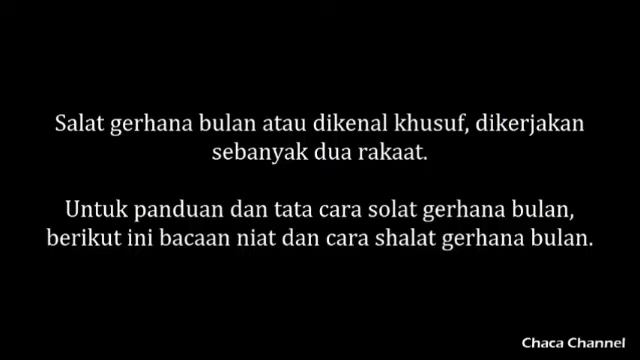 Salat gerhana bulan atau dikenal khusuf, dikerjakan
sebanyak dua rakaat.
Untuk panduan dan tata cara solat gerhana bulan,
berikut ini bacaan niat dan cara shalat gerhana bulan.
Chaca Channel